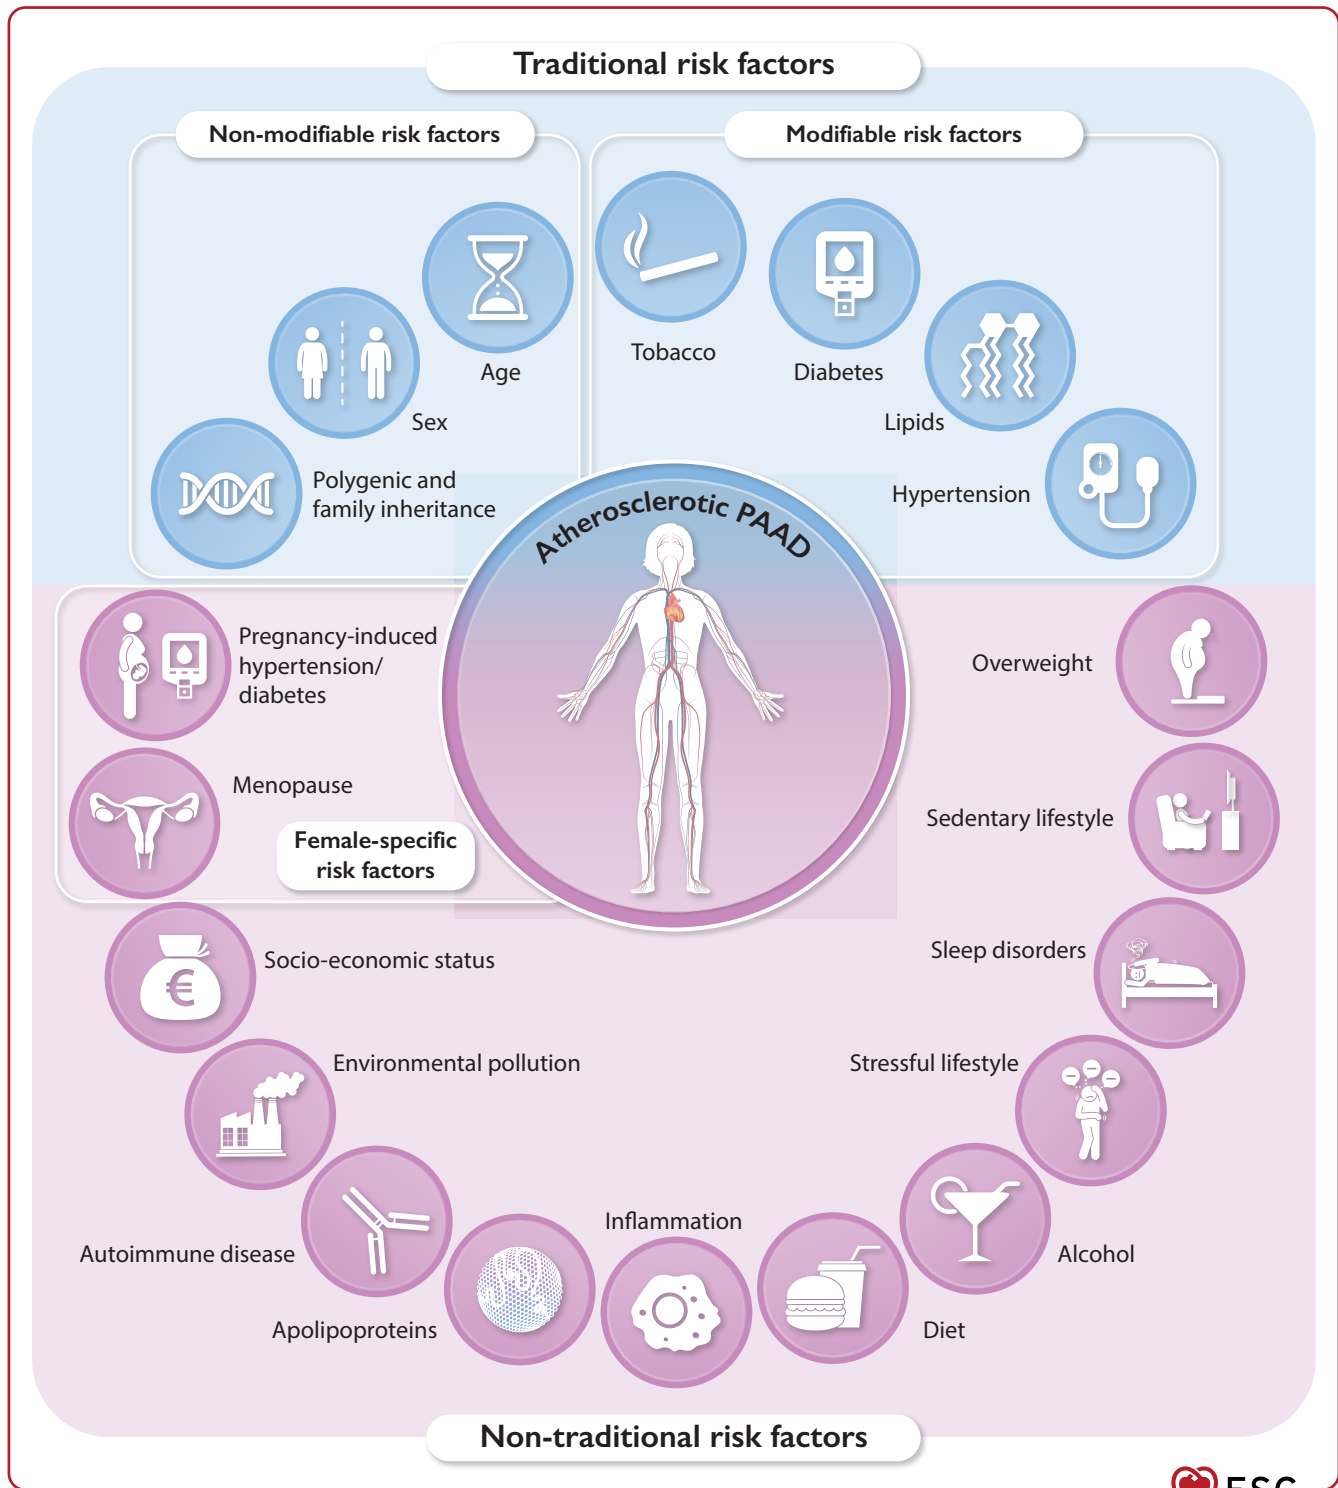 Traditional risk factors
Non-modifiable risk factors
Modifiable risk factors
Age
Sex
Polygenic and
family inheritance
Tobacco
Diabetes
Lipids
Hypertension
Atherosclerotic PAAD
Pregnancy-induced
hypertension/
diabetes
Menopause
Female-specific
risk factors
Overweight
Sedentary lifestyle
Sleep disorders
Stressful lifestyle
Alcohol
Diet
Inflammation
Apolipoproteins
Autoimmune disease
Environmental pollution
Socio-economic status
€
Non-traditional risk factors
ESC